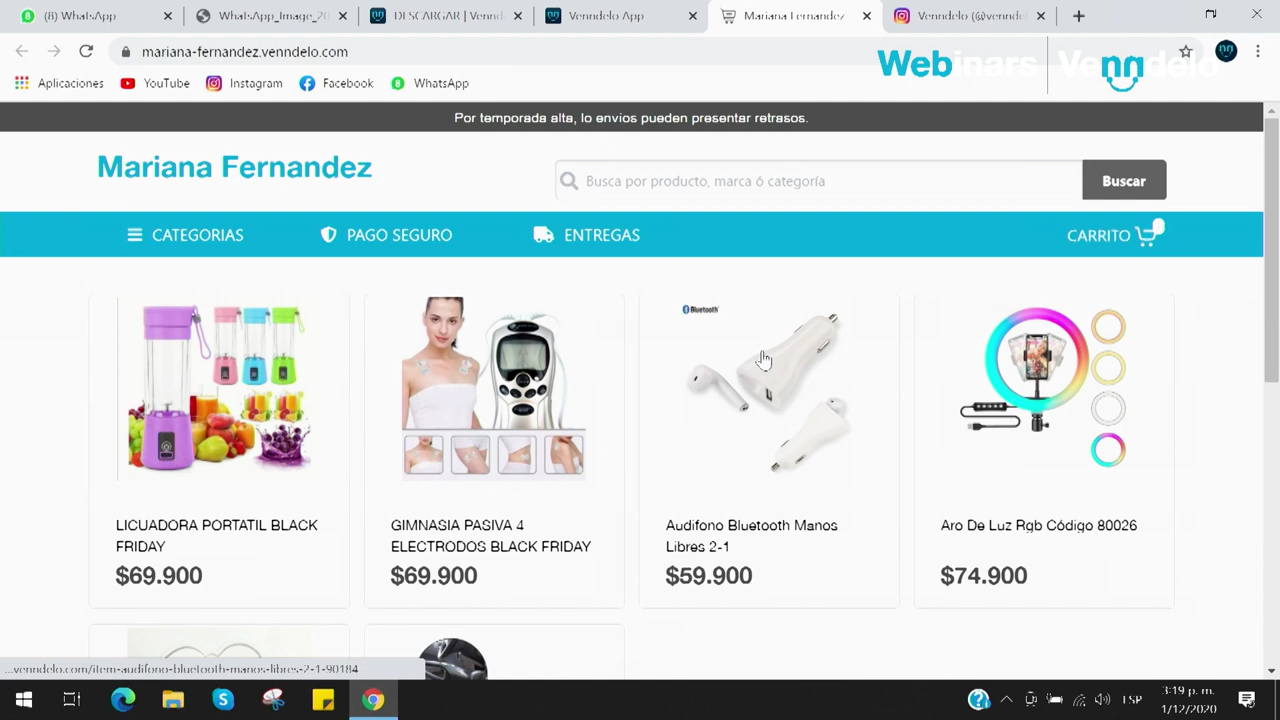 (8) WhatsApp
WhatsApp_Image_20
DESCARGAR | Vennd
Venndelo App
Mariana Fernandez
Venndelo (@venndel
mariana-fernandez.venndelo.com
Webinars
Venndelo
Aplicaciones
YouTube
Instagram
Facebook
WhatsApp
Por temporada alta, lo envios pueden presentar retrasos.
Mariana Fernandez
Busca por producto, marca ó categoría
Buscar
CATEGORIAS
PAGO SEGURO
ENTREGAS
CARRITO
Bluetooth
LICUADORA PORTATIL BLACK
FRIDAY
$69.900
GIMNASIA PASIVA 4
ELECTRODOS BLACK FRIDAY
$69.900
Audifono Bluetooth Manos
Libres 2-1
$59.900
Aro De Luz Rgb Código 80026
$74.900
...venndelo.com/item-audifono-bluetooth-manos-libres-2-1-90184
ESP
3:19 p. m.
1/12/2020